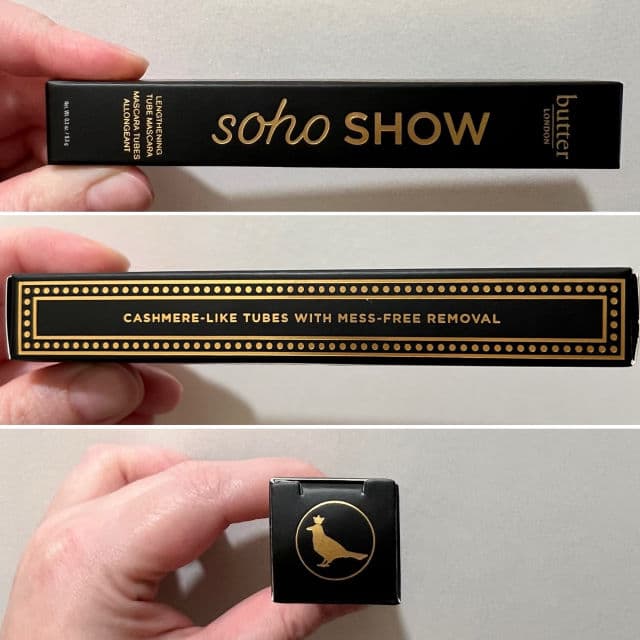 LENGTHENING
TUBE MASCARA
MASCARA TUBES
ALLONGEANT
soho SHOW
butter
LONDON
CASHMERE-LIKE TUBES WITH MESS-FREE REMOVAL